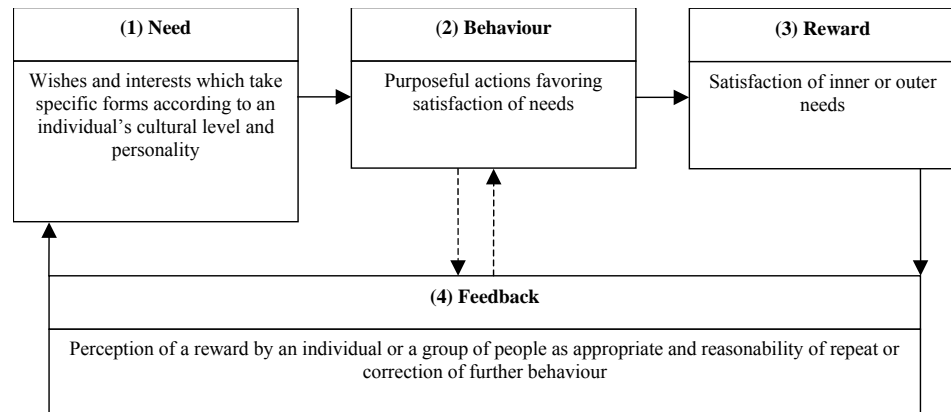 (1) Need
Wishes and interests which take
specific forms according to an
individual's cultural level and
personality
(2) Behaviour
Purposeful actions favoring
satisfaction of needs
(3) Reward
Satisfaction of inner or outer
needs
(4) Feedback
Perception of a reward by an individual or a group of people as appropriate and reasonability of repeat or
correction of further behaviour